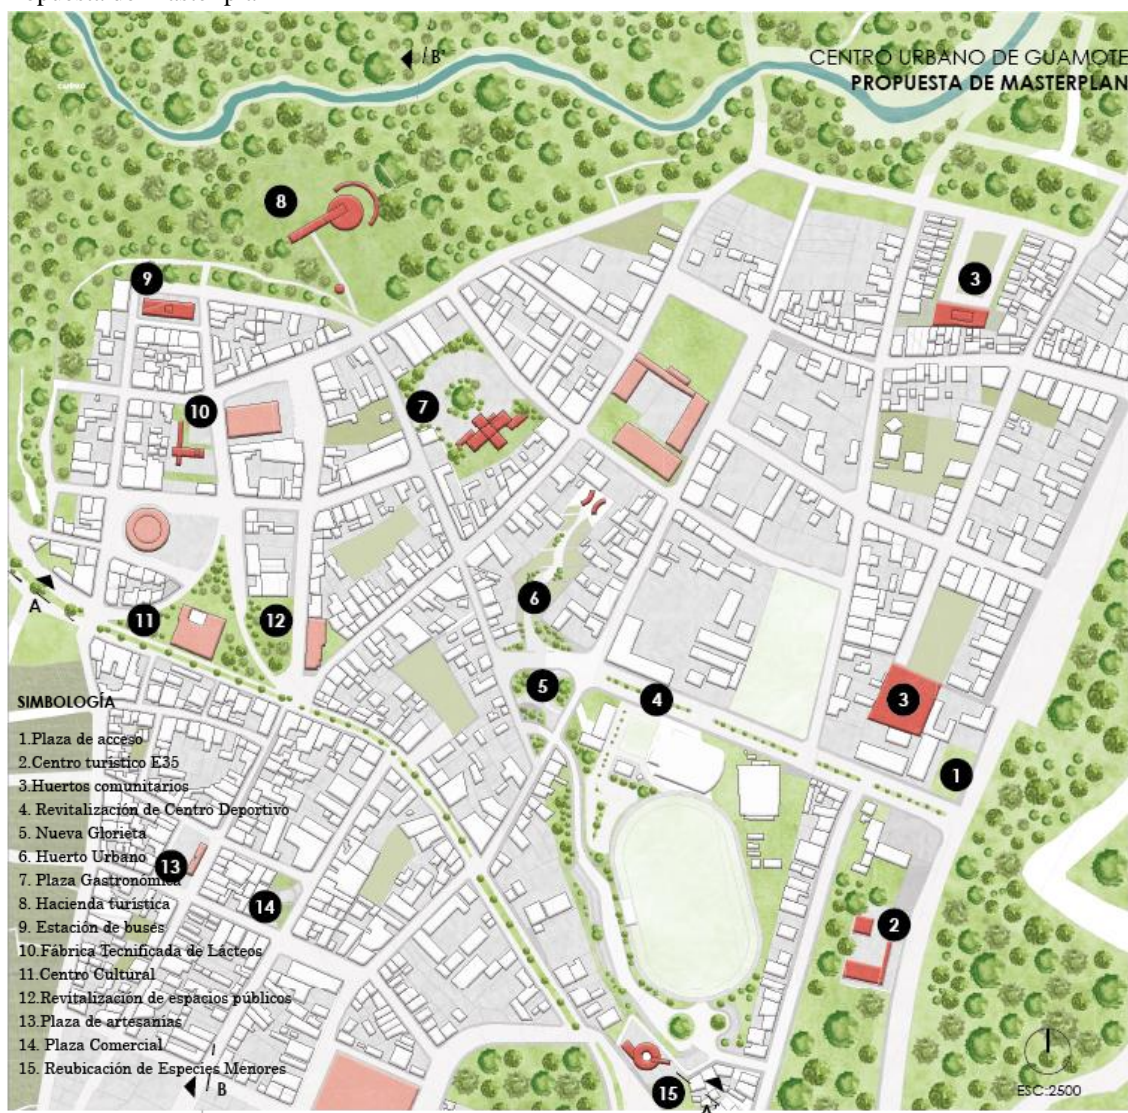 CENTRO URBANO DE GUAMOTE
PROPUESTA DE MASTERPLAN
B'
8
9
3
10
7
A
11
12
6
5
4
3
1
SIMBOLOGÍA
1.Plaza de acceso
2.Centro turístico E35
3.Huertos comunitarios
4. Revitalización de Centro Deportivo
5. Nueva Glorieta
6. Huerto Urbano
7. Plaza Gastronómica
8. Hacienda turística
9. Estación de buses
10.Fábrica Tecnificada de Lácteos
11.Centro Cultural
12.Revitalización de espacios públicos
13.Plaza de artesanías
14. Plaza Comercial
15. Reubicación de Especies Menores
13
14
2
15
B
A'
ESC:2500